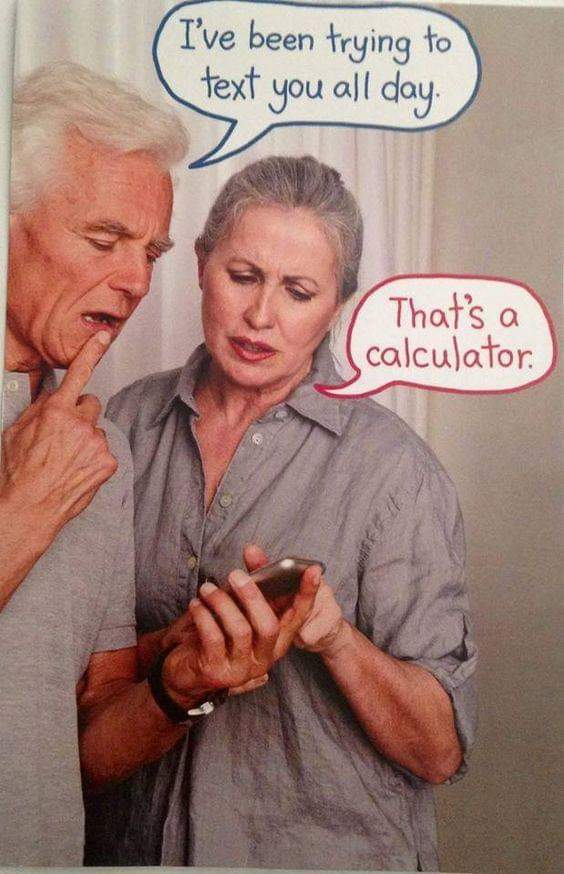 I've been trying to
text you all day.
That's a
calculator.